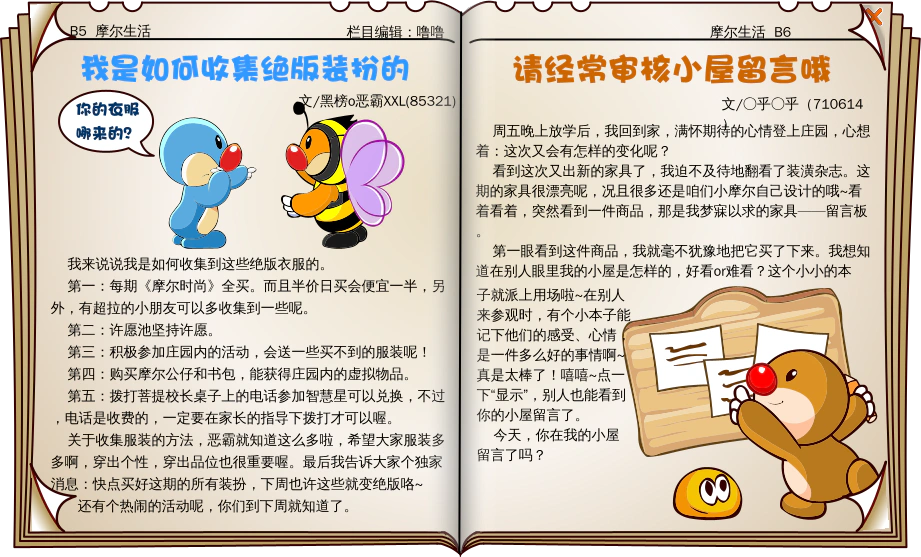 B5 摩尔生活
栏目编辑：噜噜
我是如何收集绝版装扮的
文/黑榜o恶霸XXL(85321)
你的衣服
哪来的？
我来说说我是如何收集到这些绝版衣服的。
第一：每期《摩尔时尚》全买。而且半价日买会便宜一半，另
外，有超拉的小朋友可以多收集到一些呢。
第二：许愿池坚持许愿。
第三：积极参加庄园内的活动，会送一些买不到的服装呢！
第四：购买摩尔公仔和书包，能获得庄园内的虚拟物品。
第五：拨打菩提校长桌子上的电话参加智慧星可以兑换，不过
，电话是收费的，一定要在家长的指导下拨打才可以喔。
关于收集服装的方法，恶霸就知道这么多啦，希望大家服装多
多啊，穿出个性，穿出品位也很重要喔。最后我告诉大家个独家
消息：快点买好这期的所有装扮，下周也许这些就变绝版咯~
还有个热闹的活动呢，你们到下周就知道了。
摩尔生活 B6
请经常审核小屋留言哦
文/〇乎〇乎（710614
）
周五晚上放学后，我回到家，满怀期待的心情登上庄园，心想
着：这次又会有怎样的变化呢？
看到这次又出新的家具了，我迫不及待地翻看了装潢杂志。这
期的家具很漂亮呢，况且很多还是咱们小摩尔自己设计的哦~看
着看着，突然看到一件商品，那是我梦寐以求的家具——留言板
。
第一眼看到这件商品，我就毫不犹豫地把它买了下来。我想知
道在别人眼里我的小屋是怎样的，好看or难看？这个小小的本
子就派上用场啦~在别人
来参观时，有个小本子能
记下他们的感受、心情，
是一件多么好的事情啊~
真是太棒了！嘻嘻~点一
下“显示”，别人也能看到
你的小屋留言了。
今天，你在我的小屋
留言了吗？